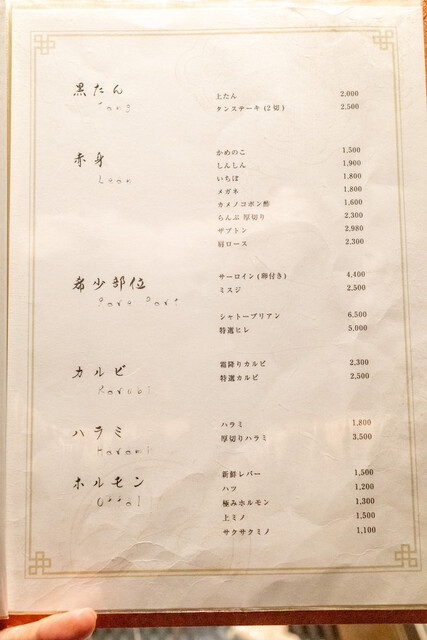 黒たん
Tang
上たん 2,000
タンステーキ (2切) 2,500
赤身
Lean
かめのこ 1,500
しんしん 1,900
いちぼ 1,800
メガネ 1,800
カメノコポン酢 1,600
らんぷ 厚切り 2,300
ザブトン 2,980
肩ロース 2,300
希少部位
Rare Part
サーロイン (卵付き) 4,400
ミスジ 2,500
シャトーブリアン 6,500
特選ヒレ 5,000
カルビ
Karubi
霜降りカルビ 2,300
特選カルビ 2,500
ハラミ
Harami
ハラミ 1,800
厚切りハラミ 3,500
ホルモン
Offal
新鮮レバー 1,500
ハツ 1,200
極みホルモン 1,300
上ミノ 1,500
サクサクミノ 1,100